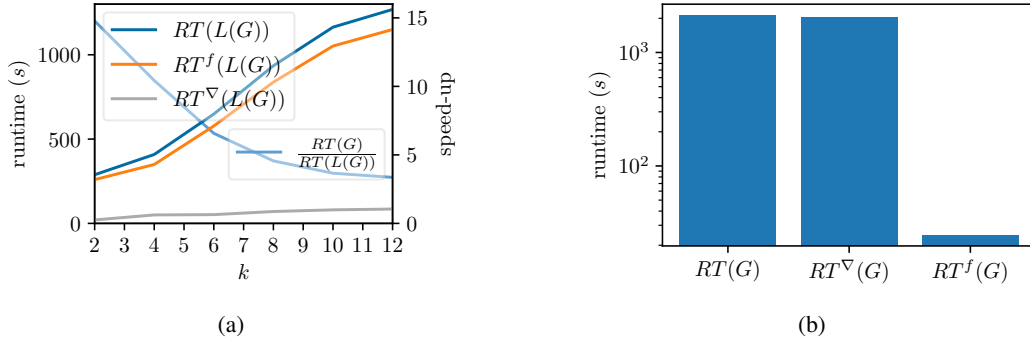 runtime (s)
1000
500
0
RT(L(G))
RT^f(L(G))
RT^∇(L(G))
RT(G)
RT(L(G))
15
10
5
0
speed-up
2 3 4 5 6 7 8 9 10 11 12
k
(a)
runtime (s)
10^3
10^2
RT(G) RT^∇(G) RT^f(G)
(b)